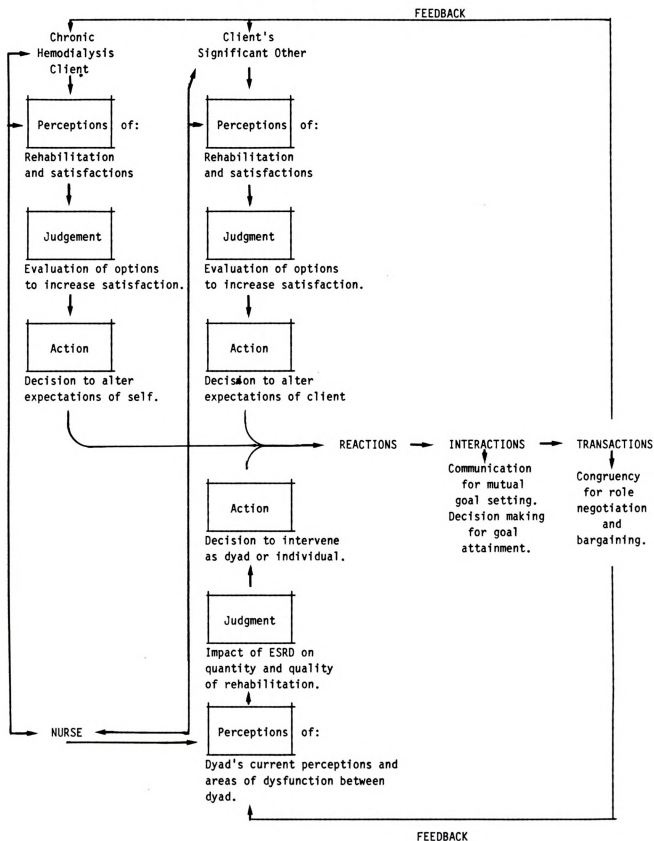 FEEDBACK
Chronic
Hemodialysis
Client
Client's
Significant Other
Perceptions of:
Rehabilitation
and satisfactions
Perceptions of:
Rehabilitation
and satisfactions
Judgement
Evaluation of options
to increase satisfaction.
Judgment
Evaluation of options
to increase satisfaction.
Action
Decision to alter
expectations of self.
Action
Decision to alter
expectations of client
REACTIONS
INTERACTIONS
TRANSACTIONS
Communication
for mutual
goal setting.
Decision making
for goal
attainment.
Congruency
for role
negotiation
and
bargaining.
Action
Decision to intervene
as dyad or individual.
Judgment
Impact of ESRD on
quantity and quality
of rehabilitation.
NURSE
Perceptions of:
Dyad's current perceptions and
areas of dysfunction between
dyad.
FEEDBACK